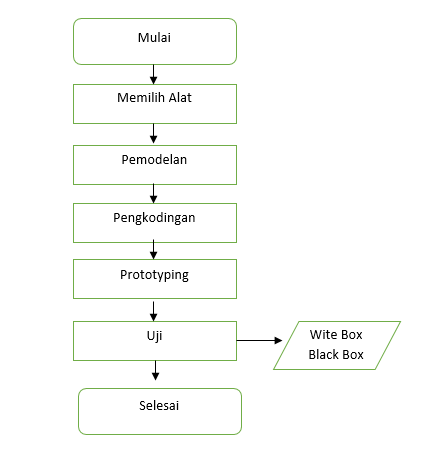 Mulai
Memilih Alat
Pemodelan
Pengkodingan
Prototyping
Uji
Wite Box
Black Box
Selesai